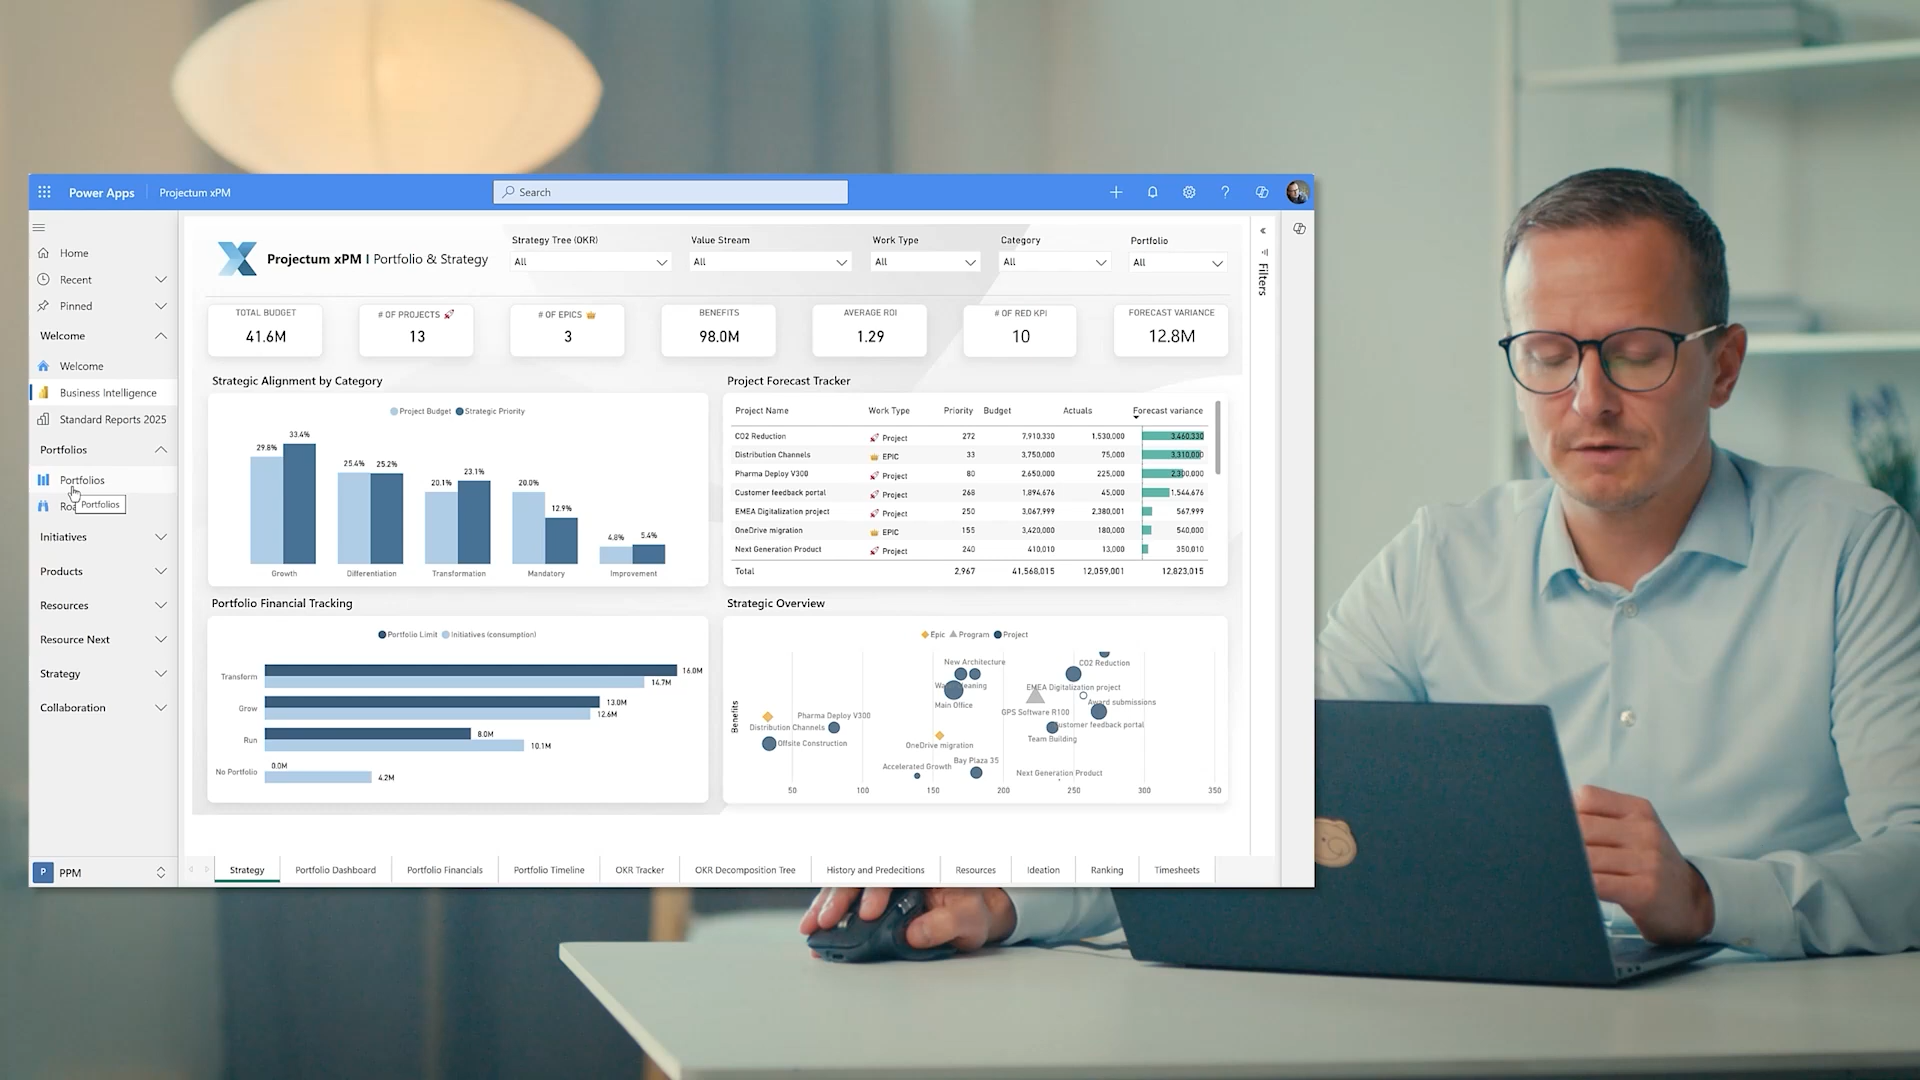 Power Apps
Projectum xPM
Search
Home
Recent
Pinned
Welcome
Welcome
Business Intelligence
Standard Reports 2025
Portfolios
Portfolios
Portfolios
Initiatives
Products
Resources
Resource Next
Strategy
Collaboration
P PPM
Projectum xPM | Portfolio & Strategy
Strategy Tree (OKR) Value Stream Work Type Category Portfolio
All All All All All
Filters
TOTAL BUDGET # OF PROJECTS # OF EPICS BENEFITS AVERAGE ROI # OF RED KPI FORECAST VARIANCE
41.6M 13 3 98.0M 1.29 10 12.8M
Strategic Alignment by Category
Project Budget Strategic Priority
29.8% 33.4% 25.4% 25.2% 20.1% 23.1% 20.0% 12.9% 4.8% 5.4%
Growth Differentiation Transformation Mandatory Improvement
Project Forecast Tracker
Project Name Work Type Priority Budget Actuals Forecast variance
CO2 Reduction Project 272 7,910,330 1,530,000 3,460,330
Distribution Channels EPIC 33 3,750,000 75,000 3,310,000
Pharma Deploy V300 Project 80 2,650,000 225,000 2,300,000
Customer feedback portal Project 268 1,894,676 45,000 1,544,676
EMEA Digitalization project Project 250 3,067,999 2,380,001 567,999
OneDrive migration EPIC 155 3,420,000 180,000 540,000
Next Generation Product Project 240 410,010 13,000 350,010
Total 2,967 41,568,015 12,059,001 12,823,015
Portfolio Financial Tracking
Portfolio Limit Initiatives (consumption)
Transform 16.0M
14.7M
Grow 13.0M
12.6M
Run 8.0M
10.1M
No Portfolio 0.0M
4.2M
Strategic Overview
Epic Program Project
Benefits
New Architecture
CO2 Reduction
EMEA Digitalization project
Main Office
Award submissions
GPS Software R100
Pharma Deploy V300
Distribution Channels
Customer feedback portal
Team Building
Offsite Construction
OneDrive migration
Bay Plaza 35
Accelerated Growth
Next Generation Product
50 100 150 200 250 300 350
Strategy Portfolio Dashboard Portfolio Financials Portfolio Timeline OKR Tracker OKR Decomposition Tree History and Predecitions Resources Ideation Ranking Timesheets